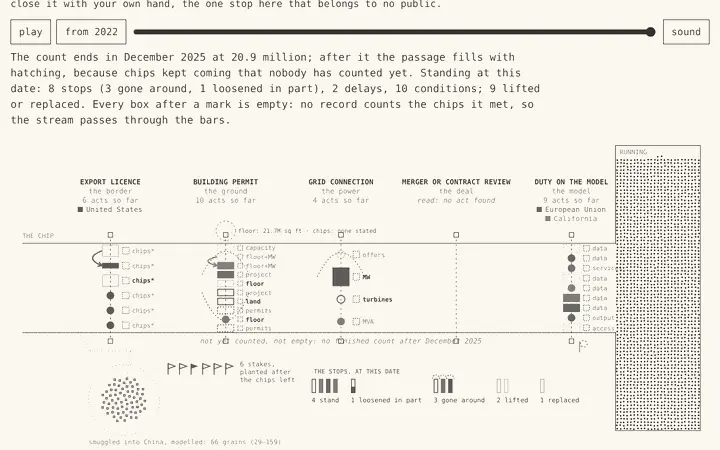 close it with your own hand, the one stop here that belongs to no public.
play
from 2022
sound
The count ends in December 2025 at 20.9 million; after it the passage fills with
hatching, because chips kept coming that nobody has counted yet. Standing at this
date: 8 stops (3 gone around, 1 loosened in part), 2 delays, 10 conditions; 9 lifted
or replaced. Every box after a mark is empty: no record counts the chips it met, so
the stream passes through the bars.
RUNNING
EXPORT LICENCE
the border
6 acts so far
United States
BUILDING PERMIT
the ground
10 acts so far
GRID CONNECTION
the power
4 acts so far
MERGER OR CONTRACT REVIEW
the deal
read: no act found
DUTY ON THE MODEL
the model
9 acts so far
European Union
California
floor: 21.7M sq ft · chips: none stated
THE CHIP
chips*
chips*
chips*
chips*
chips*
chips*
capacity
floor+MW
floor+MW
project
floor
project
land
permits
floor
permits
offers
MW
turbines
MVA
data
data
service
data
data
data
output
access
not yet counted, not empty: no finished count after December 2025
6 stakes,
planted after
the chips left
THE STOPS, AT THIS DATE
4 stand
1 loosened in part
3 gone around
2 lifted
1 replaced
smuggled into China, modelled: 66 grains (29–159)